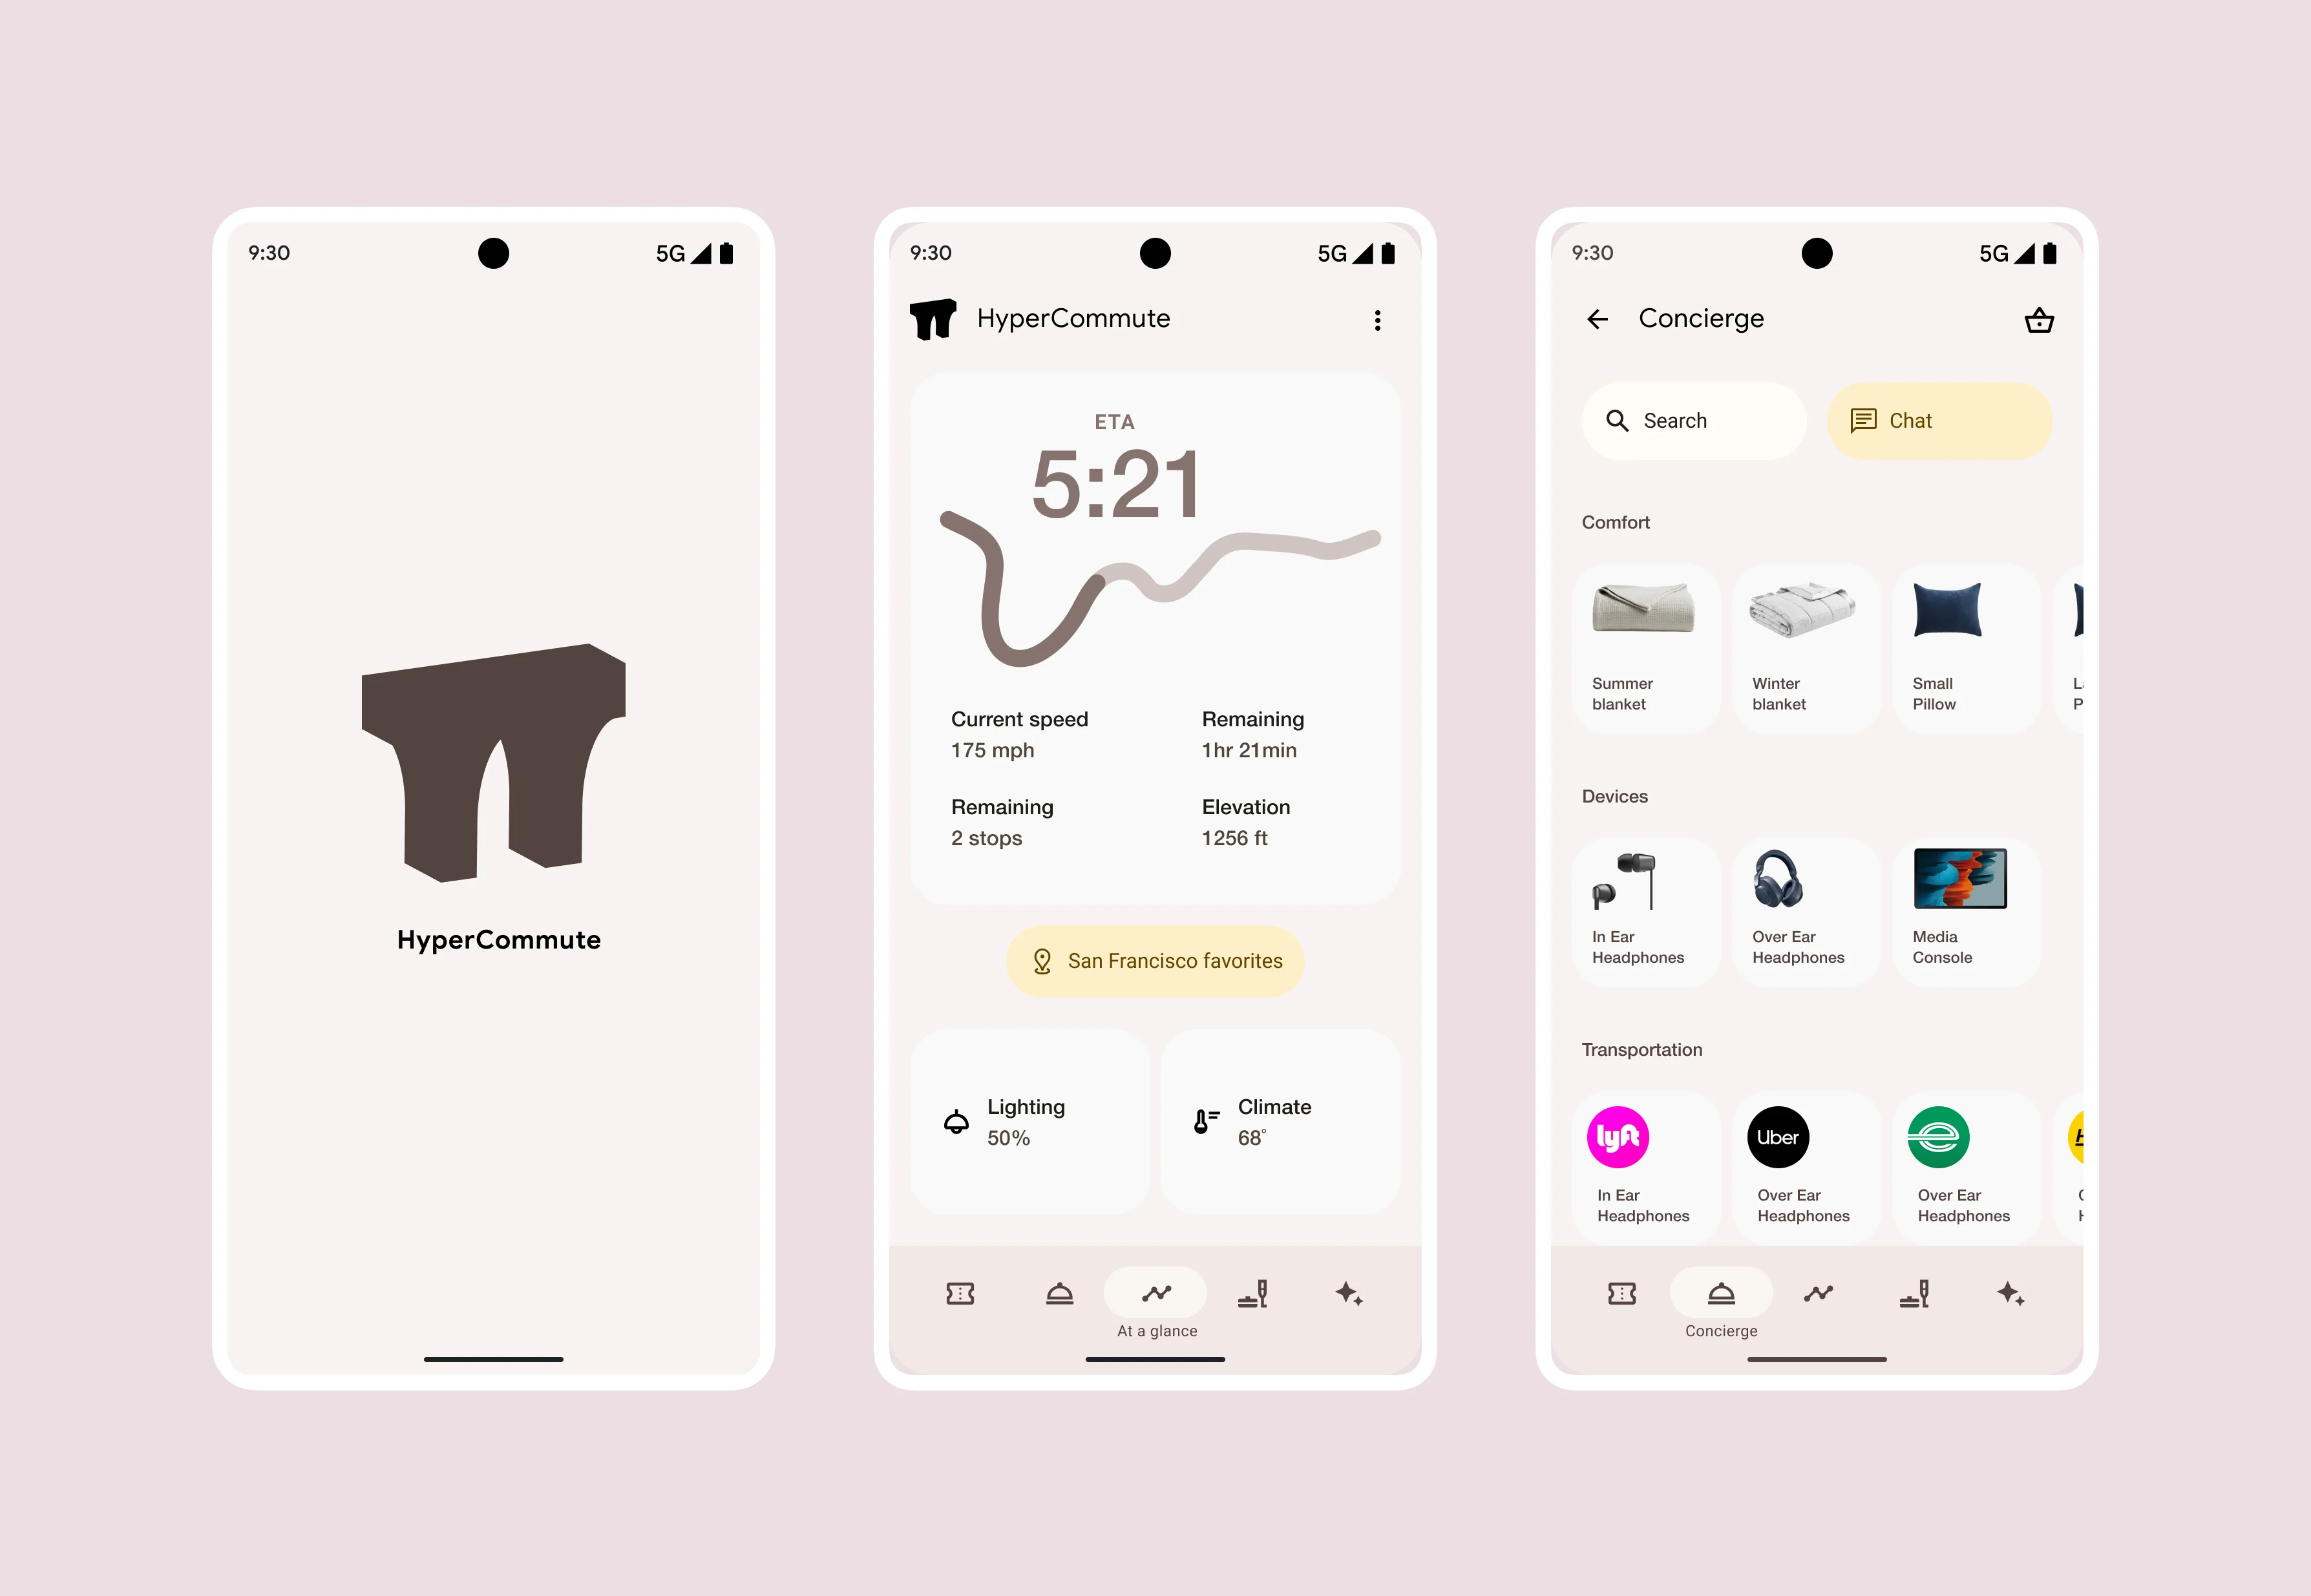 9:30
5G
HyperCommute
9:30
5G
HyperCommute
ETA
5:21
Current speed
175 mph
Remaining
1hr 21min
Remaining
2 stops
Elevation
1256 ft
San Francisco favorites
Lighting
50%
Climate
68°
At a glance
9:30
5G
Concierge
Search
Chat
Comfort
Summer
blanket
Winter
blanket
Small
Pillow
Devices
In Ear
Headphones
Over Ear
Headphones
Media
Console
Transportation
lyft
In Ear
Headphones
Uber
Over Ear
Headphones
Over Ear
Headphones
Concierge